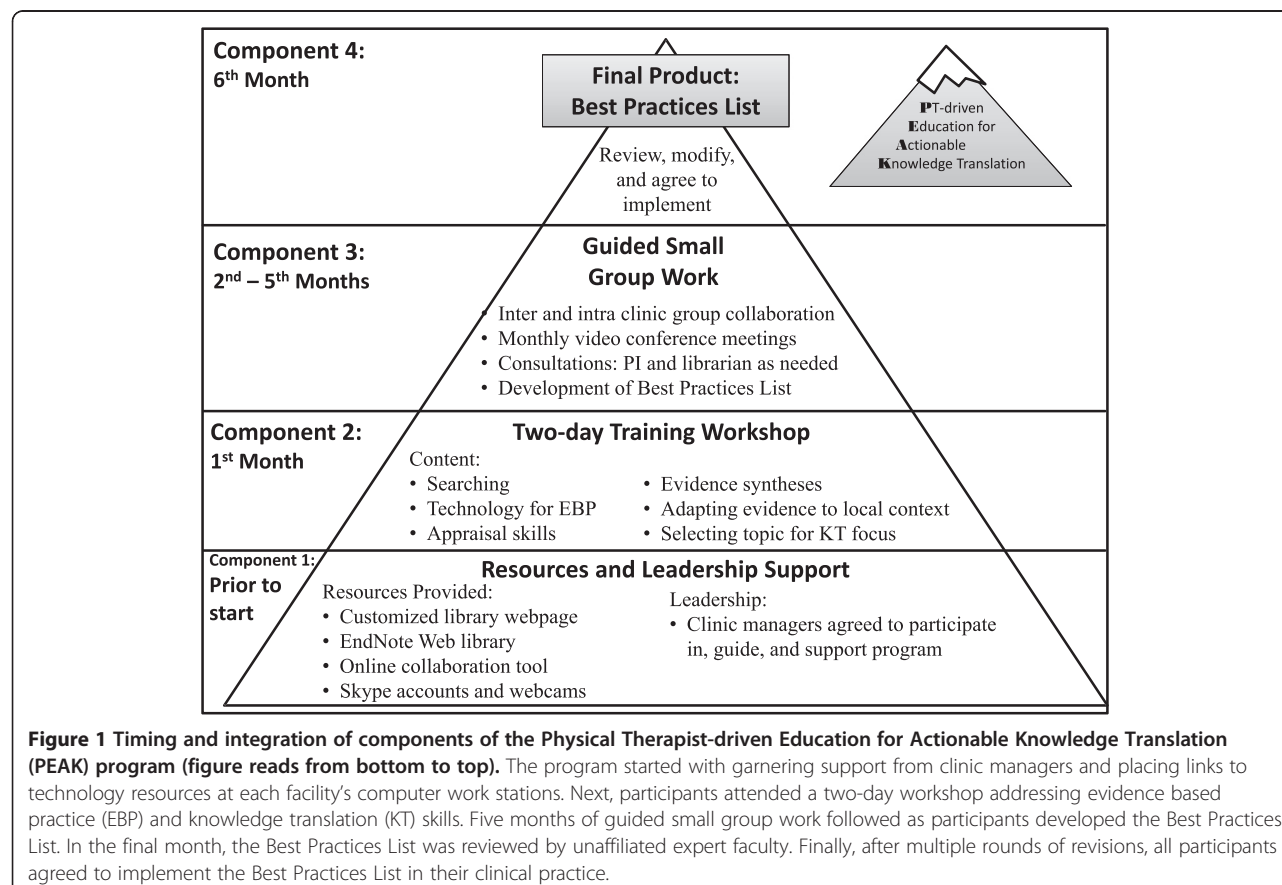 Component 4:
6th Month
Final Product:
Best Practices List
Review, modify,
and agree to
implement
PT-driven
Education for
Actionable
Knowledge Translation
Component 3:
2nd – 5th Months
Guided Small
Group Work
• Inter and intra clinic group collaboration
• Monthly video conference meetings
• Consultations: PI and librarian as needed
• Development of Best Practices List
Component 2:
1st Month
Two-day Training Workshop
Content:
• Searching
• Technology for EBP
• Appraisal skills
• Evidence syntheses
• Adapting evidence to local context
• Selecting topic for KT focus
Component 1:
Prior to
start
Resources and Leadership Support
Resources Provided:
• Customized library webpage
• EndNote Web library
• Online collaboration tool
• Skype accounts and webcams
Leadership:
• Clinic managers agreed to participate
in, guide, and support program
Figure 1 Timing and integration of components of the Physical Therapist-driven Education for Actionable Knowledge Translation
(PEAK) program (figure reads from bottom to top). The program started with garnering support from clinic managers and placing links to
technology resources at each facility's computer work stations. Next, participants attended a two-day workshop addressing evidence based
practice (EBP) and knowledge translation (KT) skills. Five months of guided small group work followed as participants developed the Best Practices
List. In the final month, the Best Practices List was reviewed by unaffiliated expert faculty. Finally, after multiple rounds of revisions, all participants
agreed to implement the Best Practices List in their clinical practice.